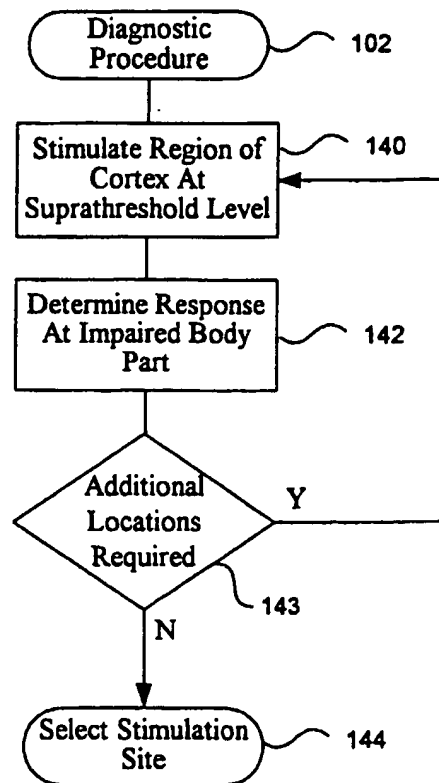 Diagnostic
Procedure
102
Stimulate Region of
Cortex At
Suprathreshold Level
140
Determine Response
At Impaired Body
Part
142
Additional
Locations
Required
Y
143
N
Select Stimulation
Site
144